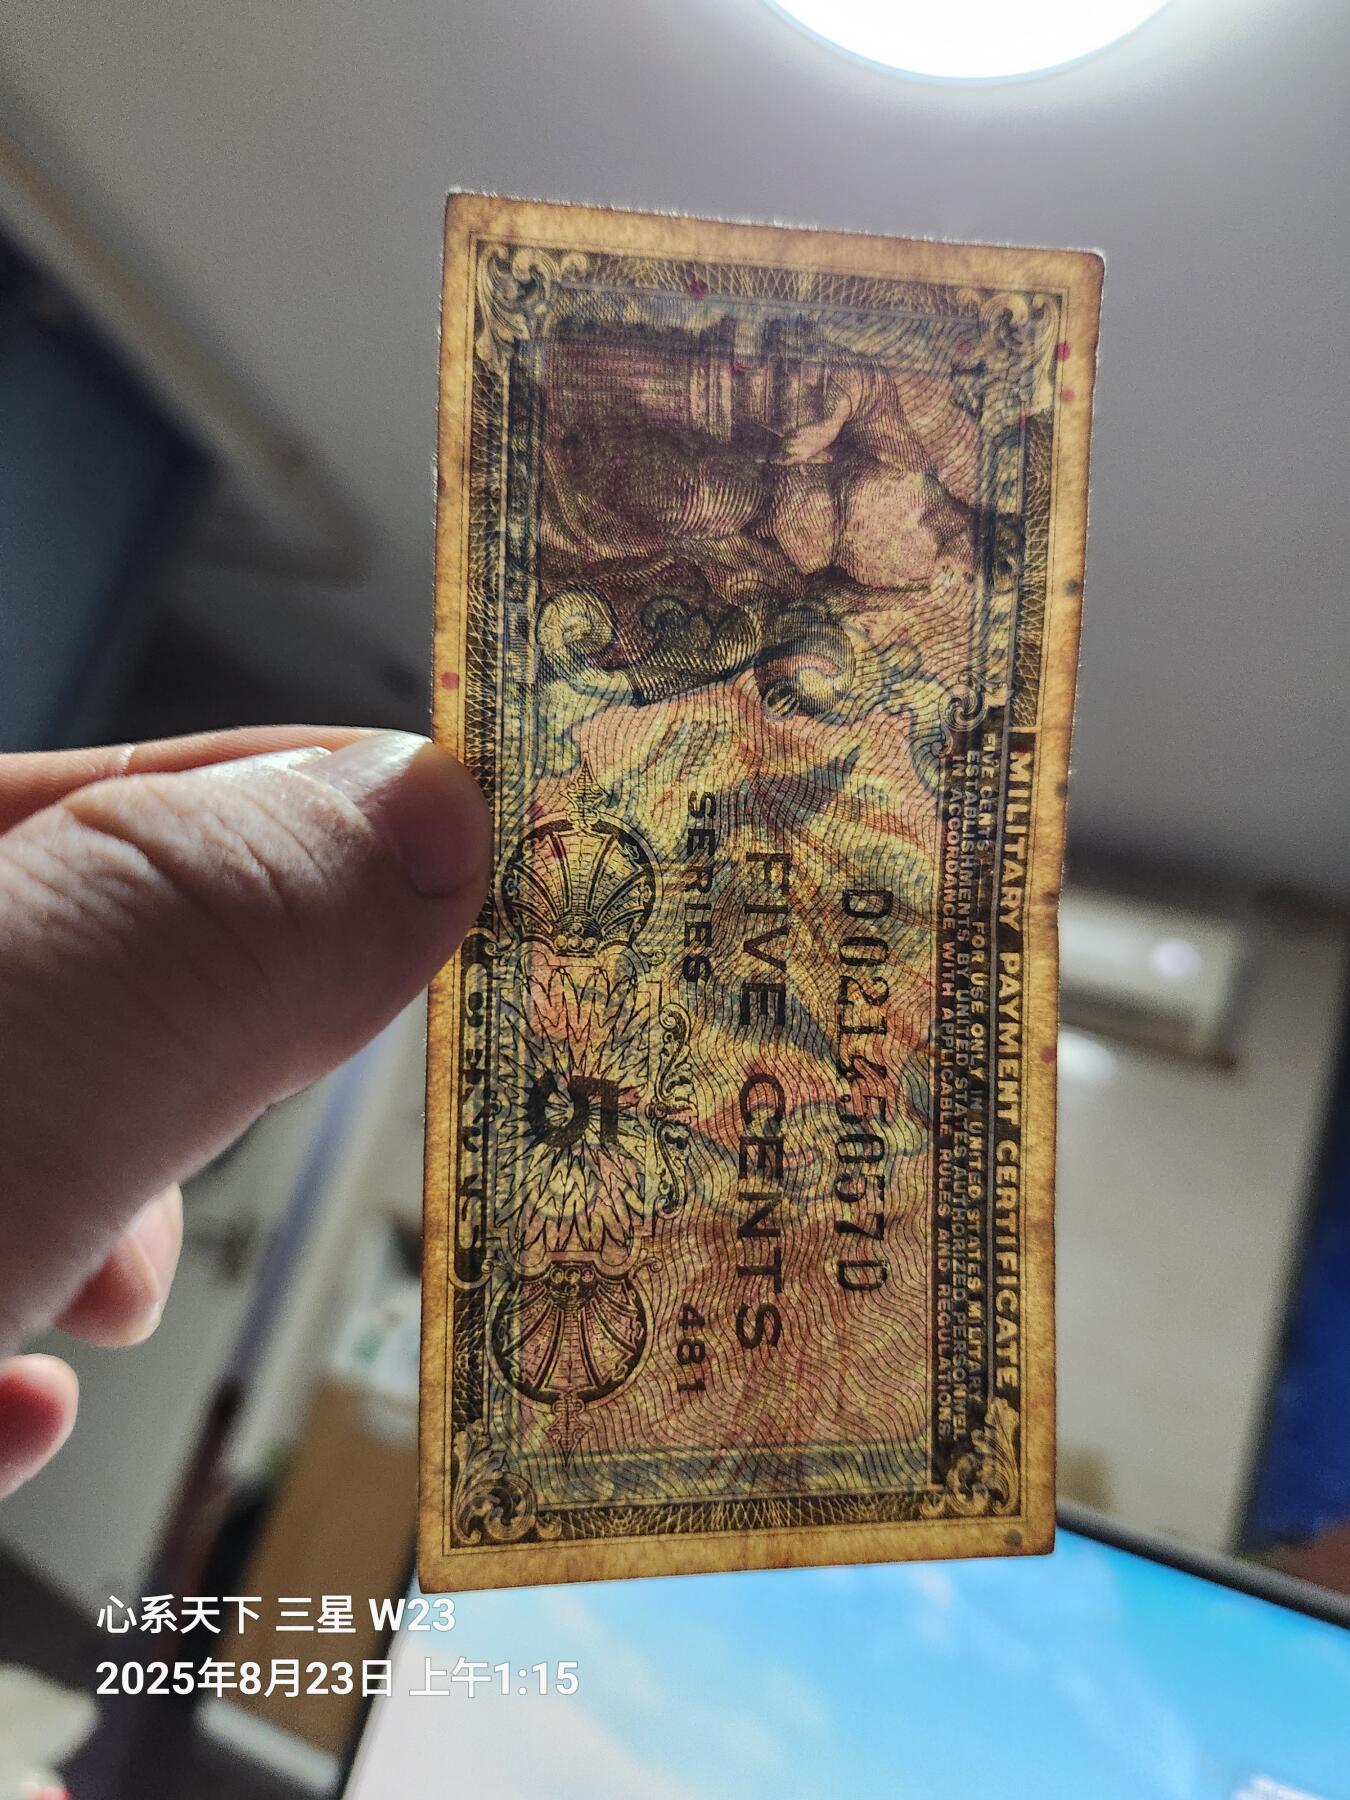 MILITARY PAYMENT CERTIFICATE
FIVE CENTS FOR USE ONLY IN UNITED STATES MILITARY
ESTABLISHMENTS BY UNITED STATES AUTHORIZED PERSONNEL
IN ACCORDANCE WITH APPLICABLE RULES AND REGULATIONS.
D02145057D
FIVE CENTS
SERIES 481
5
心系天下 三星 W23
2025年8月23日 上午1:15